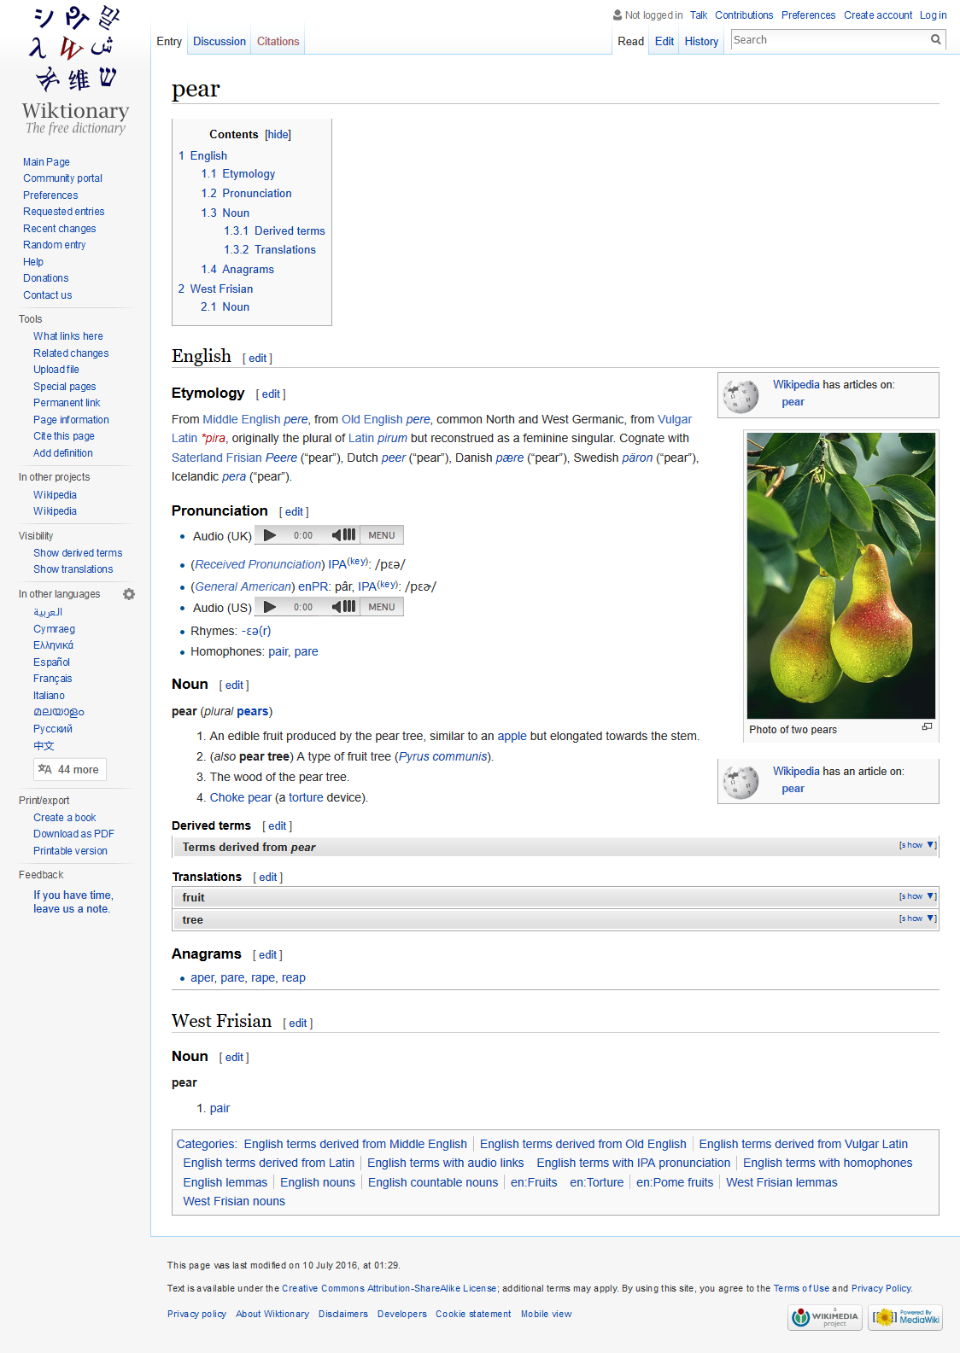 Wiktionary
The free dictionary
Not logged in Talk Contributions Preferences Create account Log in
Entry Discussion Citations
Read Edit History Search
Main Page
Community portal
Preferences
Requested entries
Recent changes
Random entry
Help
Donations
Contact us
Tools
What links here
Related changes
Upload file
Special pages
Permanent link
Page information
Cite this page
Add definition
In other projects
Wikipedia
Wikipedia
Visibility
Show derived terms
Show translations
In other languages
العربية
Cymraeg
Ελληνικά
Español
Français
Italiano
മലയാളം
Русский
中文
44 more
Print/export
Create a book
Download as PDF
Printable version
Feedback
If you have time,
leave us a note.
pear
Contents [hide]
1 English
1.1 Etymology
1.2 Pronunciation
1.3 Noun
1.3.1 Derived terms
1.3.2 Translations
1.4 Anagrams
2 West Frisian
2.1 Noun
English [ edit ]
Wikipedia has articles on:
pear
Etymology [ edit ]
From Middle English pere, from Old English pere, common North and West Germanic, from Vulgar
Latin *pira, originally the plural of Latin pirum but reconstrued as a feminine singular. Cognate with
Saterland Frisian Peere (“pear”), Dutch peer (“pear”), Danish pære (“pear”), Swedish päron (“pear”),
Icelandic pera (“pear”).
Pronunciation [ edit ]
• Audio (UK) 0:00 MENU
• (Received Pronunciation) IPA(key): /pɛə/
• (General American) enPR: pâr, IPA(key): /pɛɚ/
• Audio (US) 0:00 MENU
• Rhymes: -ɛə(r)
• Homophones: pair, pare
Photo of two pears
Noun [ edit ]
pear (plural pears)
1. An edible fruit produced by the pear tree, similar to an apple but elongated towards the stem.
2. (also pear tree) A type of fruit tree (Pyrus communis).
3. The wood of the pear tree.
4. Choke pear (a torture device).
Wikipedia has an article on:
pear
Derived terms [ edit ]
Terms derived from pear [show ▼]
Translations [ edit ]
fruit [show ▼]
tree [show ▼]
Anagrams [ edit ]
• aper, pare, rape, reap
West Frisian [ edit ]
Noun [ edit ]
pear
1. pair
Categories: English terms derived from Middle English | English terms derived from Old English | English terms derived from Vulgar Latin
English terms derived from Latin | English terms with audio links English terms with IPA pronunciation | English terms with homophones
English lemmas | English nouns | English countable nouns | en:Fruits en:Torture | en:Pome fruits | West Frisian lemmas
West Frisian nouns
This page was last modified on 10 July 2016, at 01:29.
Text is available under the Creative Commons Attribution-ShareAlike License; additional terms may apply. By using this site, you agree to the Terms of Use and Privacy Policy.
Privacy policy About Wiktionary Disclaimers Developers Cookie statement Mobile view
A WIKIMEDIA project
Powered By MediaWiki